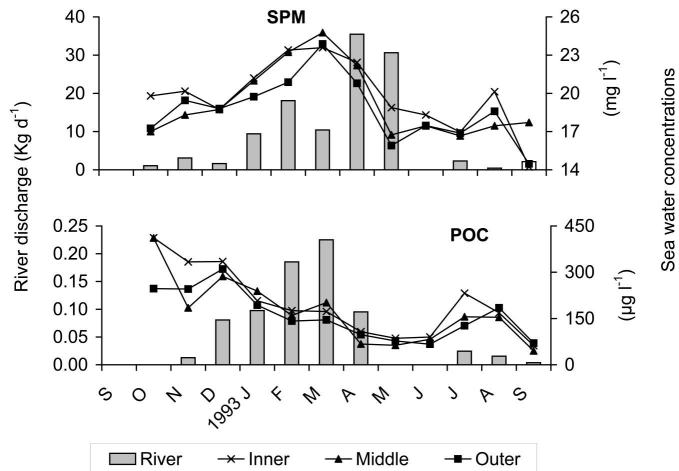 SPM
40
30
20
10
0
26
23
20
17
14
(mg l-1)
River discharge (Kg d-1)
Sea water concentrations
POC
0.25
0.20
0.15
0.10
0.05
0.00
450
300
150
0
(µg l-1)
S O N D 1993 J F M A M J J A S
River Inner Middle Outer